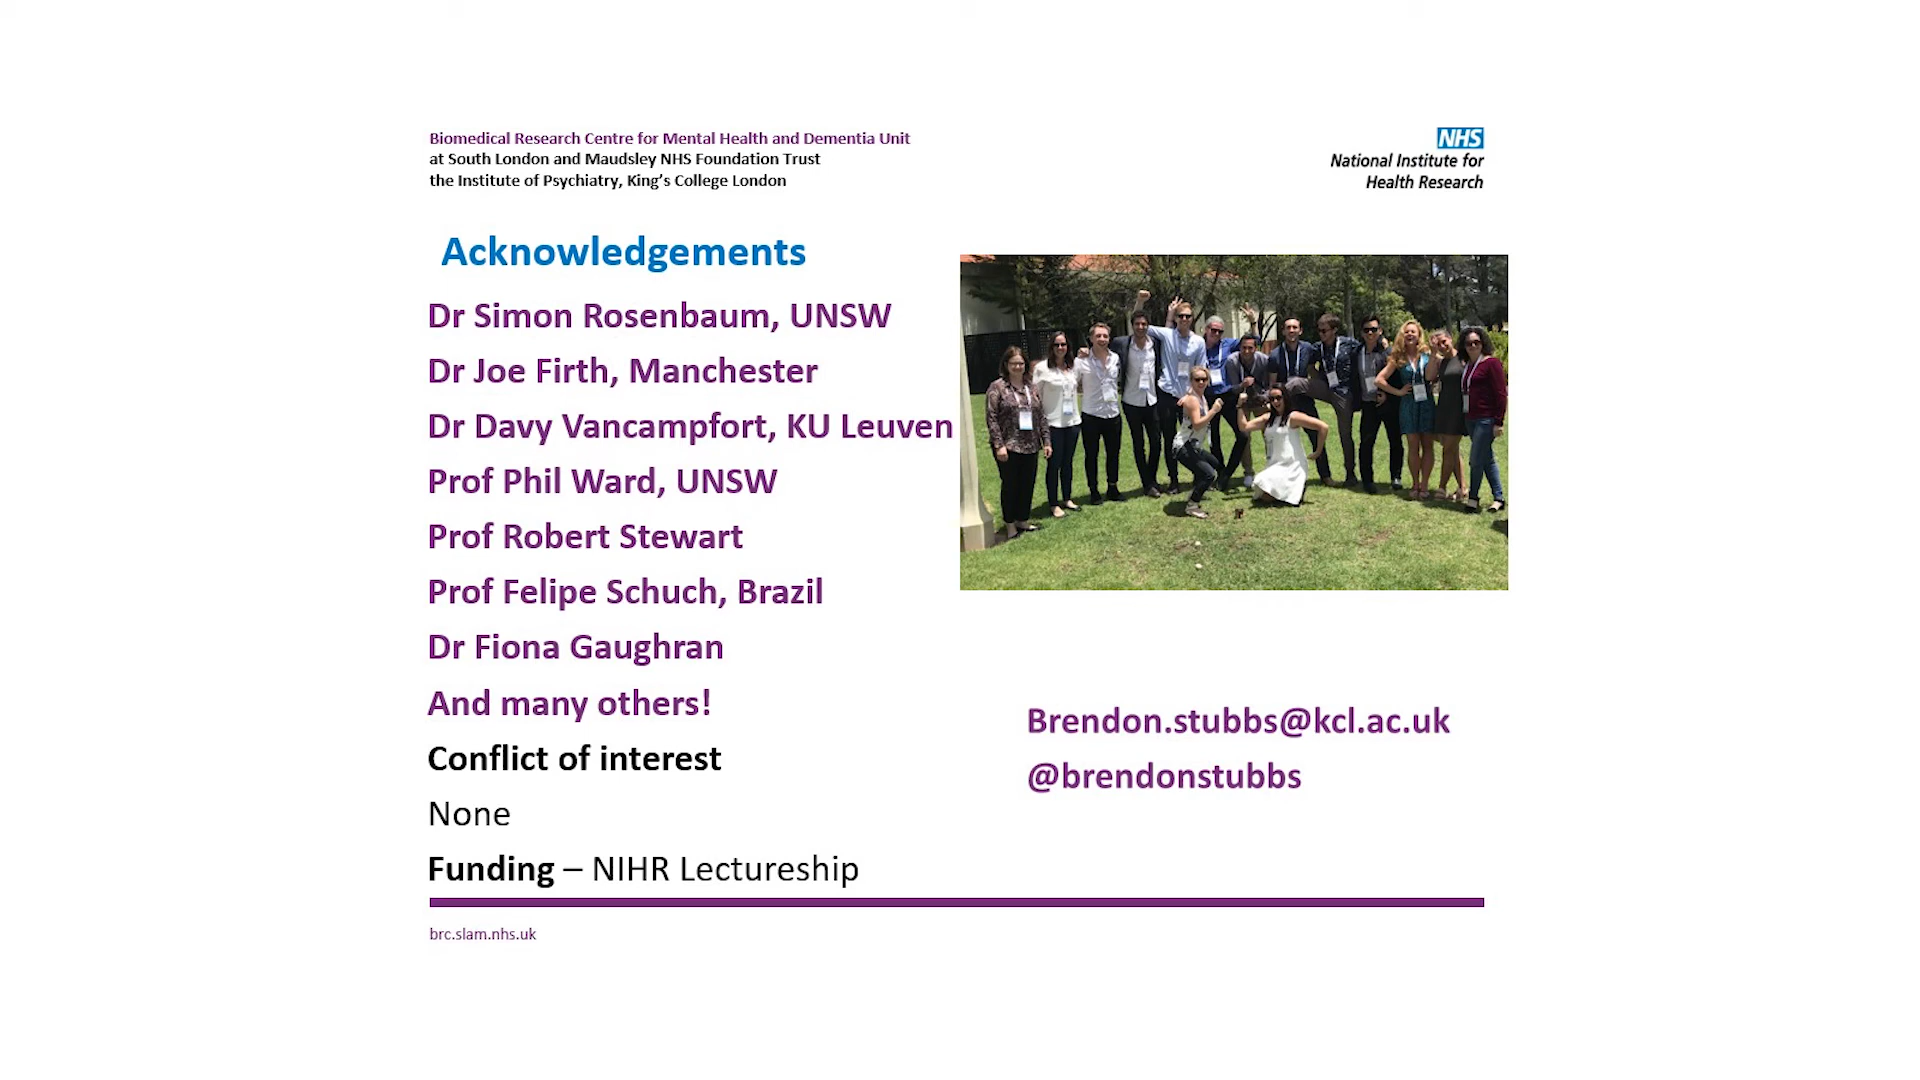 Biomedical Research Centre for Mental Health and Dementia Unit
at South London and Maudsley NHS Foundation Trust
the Institute of Psychiatry, King's College London
NHS
National Institute for
Health Research
Acknowledgements
Dr Simon Rosenbaum, UNSW
Dr Joe Firth, Manchester
Dr Davy Vancampfort, KU Leuven
Prof Phil Ward, UNSW
Prof Robert Stewart
Prof Felipe Schuch, Brazil
Dr Fiona Gaughran
And many others!
Conflict of interest
None
Funding – NIHR Lectureship
Brendon.stubbs@kcl.ac.uk
@brendonstubbs
brc.slam.nhs.uk